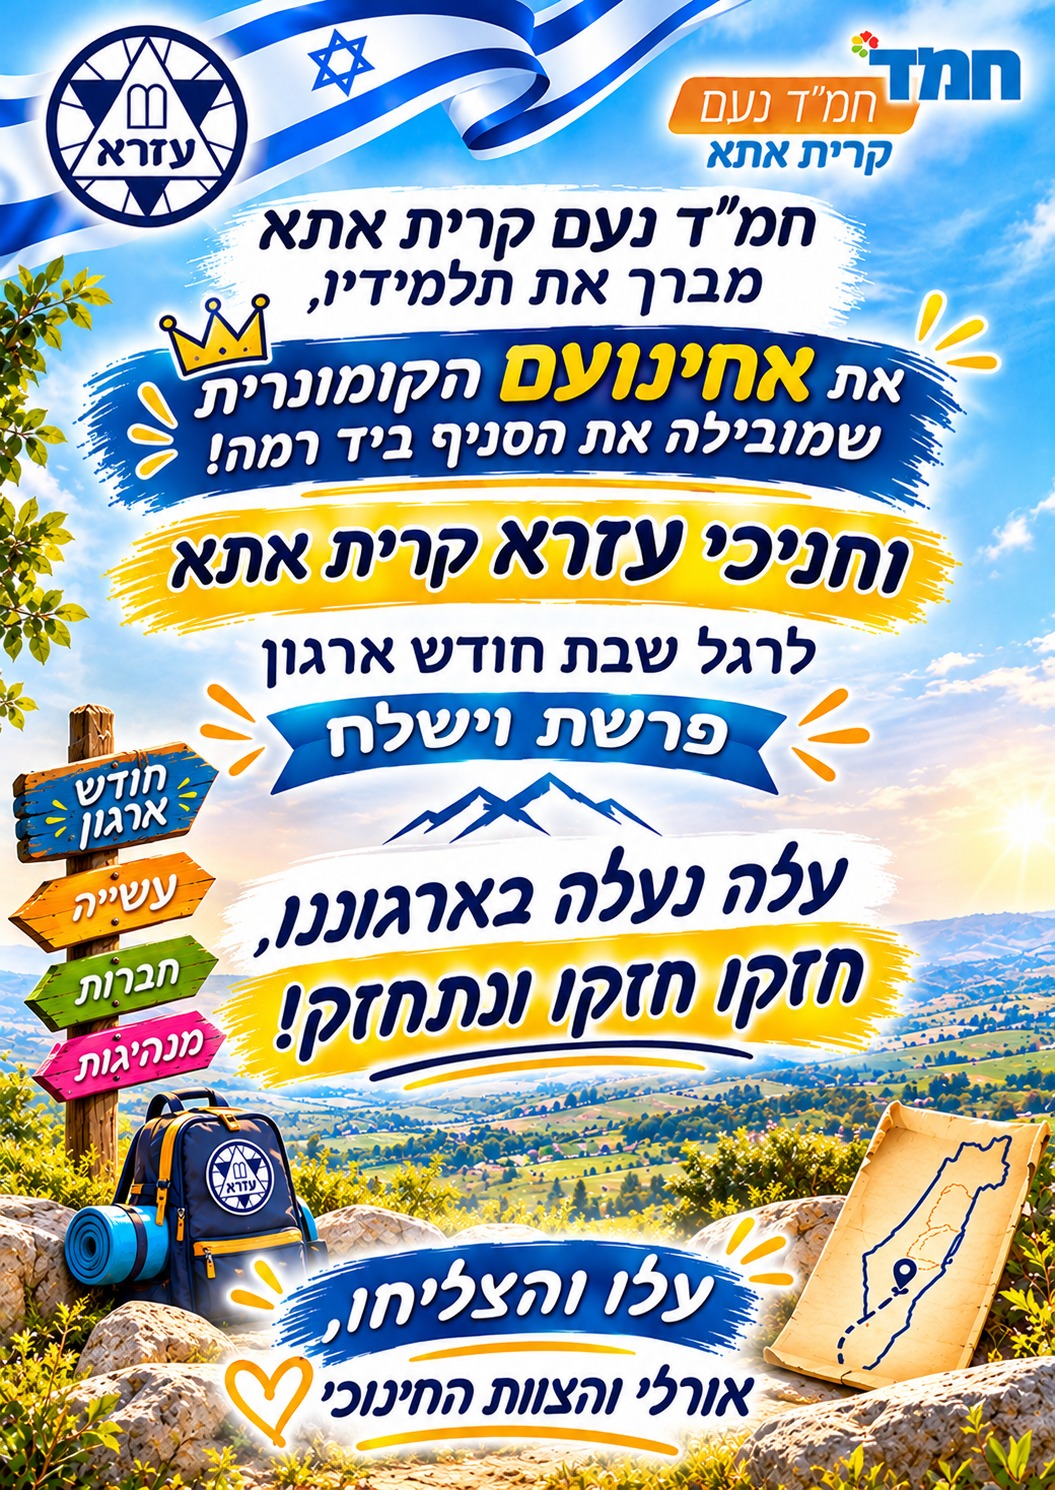 עזרא
חמד
חמ"ד נעם
קרית אתא
חמ"ד נעם קרית אתא
מברך את תלמידיו,
את אחינועם הקומונרית
שמובילה את הסניף ביד רמה!
וחניכי עזרא קרית אתא
לרגל שבת חודש ארגון
פרשת וישלח
חודש
ארגון
עשייה
חברות
מנהיגות
עלה נעלה בארגוננו,
חזקו חזקו ונתחזק!
עזרא
עלו והצליחו,
אורלי והצוות החינוכי